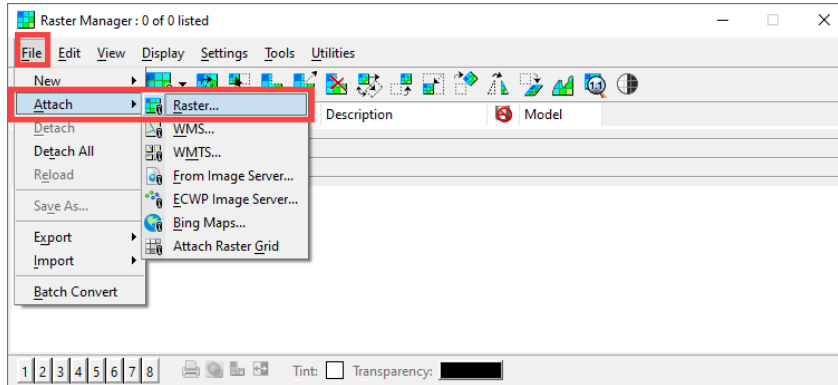 Raster Manager : 0 of 0 listed
File Edit View Display Settings Tools Utilities
New
Attach
Detach
Detach All
Reload
Save As...
Export
Import
Batch Convert
Raster...
WMS...
WMTS...
From Image Server...
ECWP Image Server...
Bing Maps...
Attach Raster Grid
Description Model
1 2 3 4 5 6 7 8 Tint: Transparency: